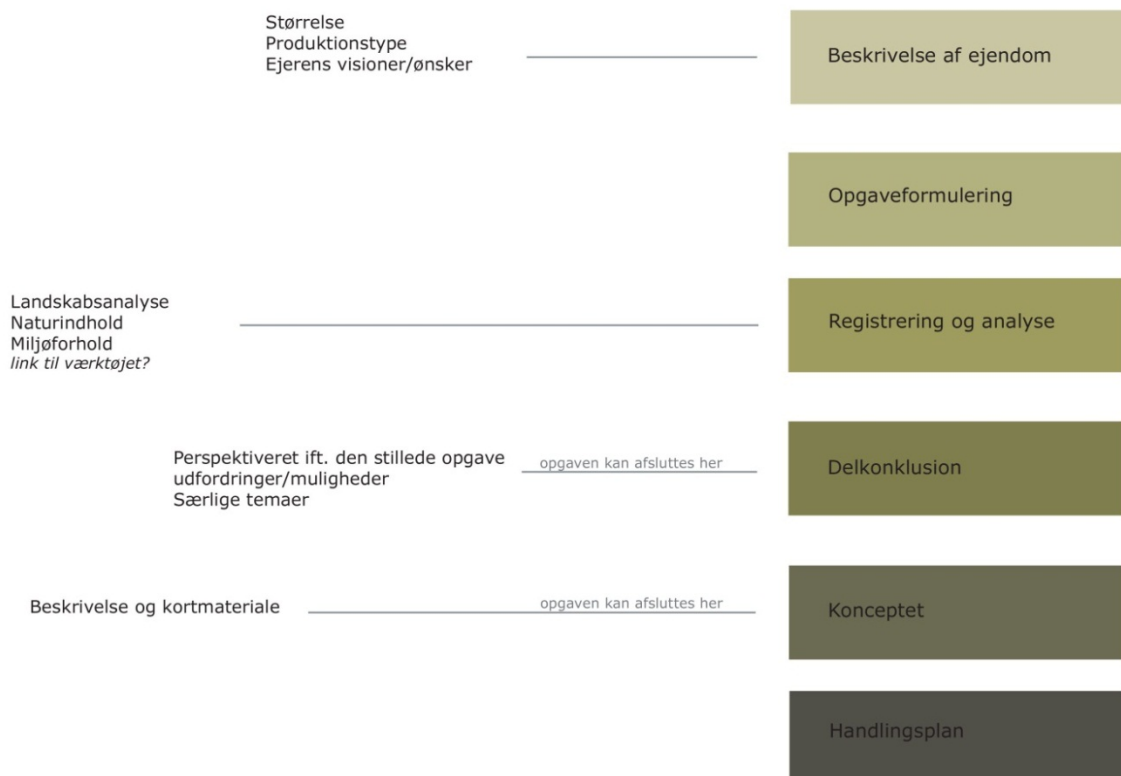 Størrelse
Produktionstype
Ejerens visioner/ønsker
Beskrivelse af ejendom
Opgaveformulering
Landskabsanalyse
Naturindhold
Miljøforhold
link til værktøjet?
Registrering og analyse
Perspektiveret ift. den stillede opgave
udfordringer/muligheder
Særlige temaer
opgaven kan afsluttes her
Delkonklusion
Beskrivelse og kortmateriale
opgaven kan afsluttes her
Konceptet
Handlingsplan